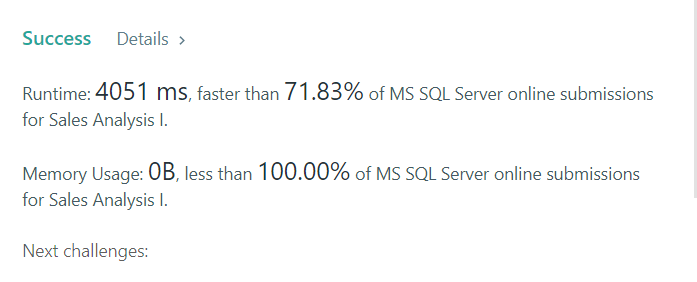 Success Details >
Runtime: 4051 ms, faster than 71.83% of MS SQL Server online submissions
for Sales Analysis I.
Memory Usage: 0B, less than 100.00% of MS SQL Server online submissions
for Sales Analysis I.
Next challenges: